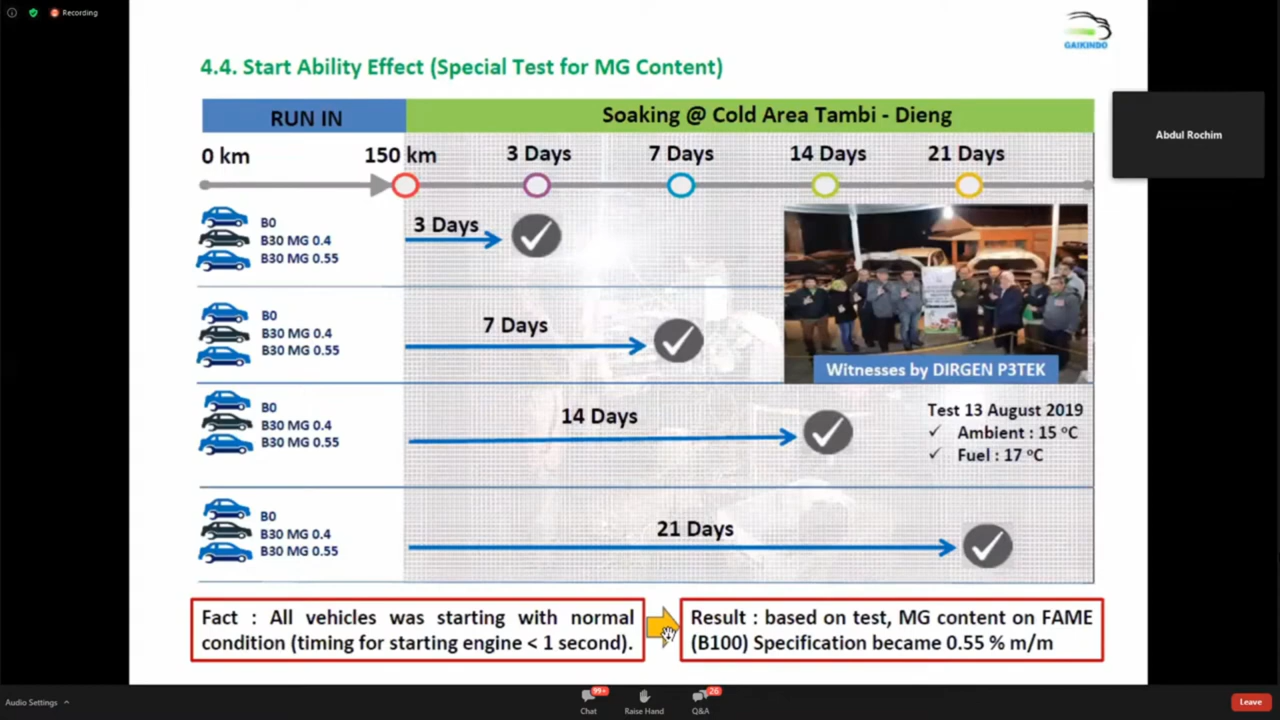 Recording
GAIKINDO
4.4. Start Ability Effect (Special Test for MG Content)
RUN IN
Soaking @ Cold Area Tambi - Dieng
Abdul Rochim
0 km
150 km
3 Days
7 Days
14 Days
21 Days
B0
B30 MG 0.4
B30 MG 0.55
3 Days
B0
B30 MG 0.4
B30 MG 0.55
7 Days
Witnesses by DIRGEN P3TEK
B0
B30 MG 0.4
B30 MG 0.55
14 Days
Test 13 August 2019
✓ Ambient : 15 °C
✓ Fuel : 17 °C
B0
B30 MG 0.4
B30 MG 0.55
21 Days
Fact : All vehicles was starting with normal
condition (timing for starting engine < 1 second).
Result : based on test, MG content on FAME
(B100) Specification became 0.55 % m/m
Audio Settings
99+
Chat
Raise Hand
26
Q&A
Leave